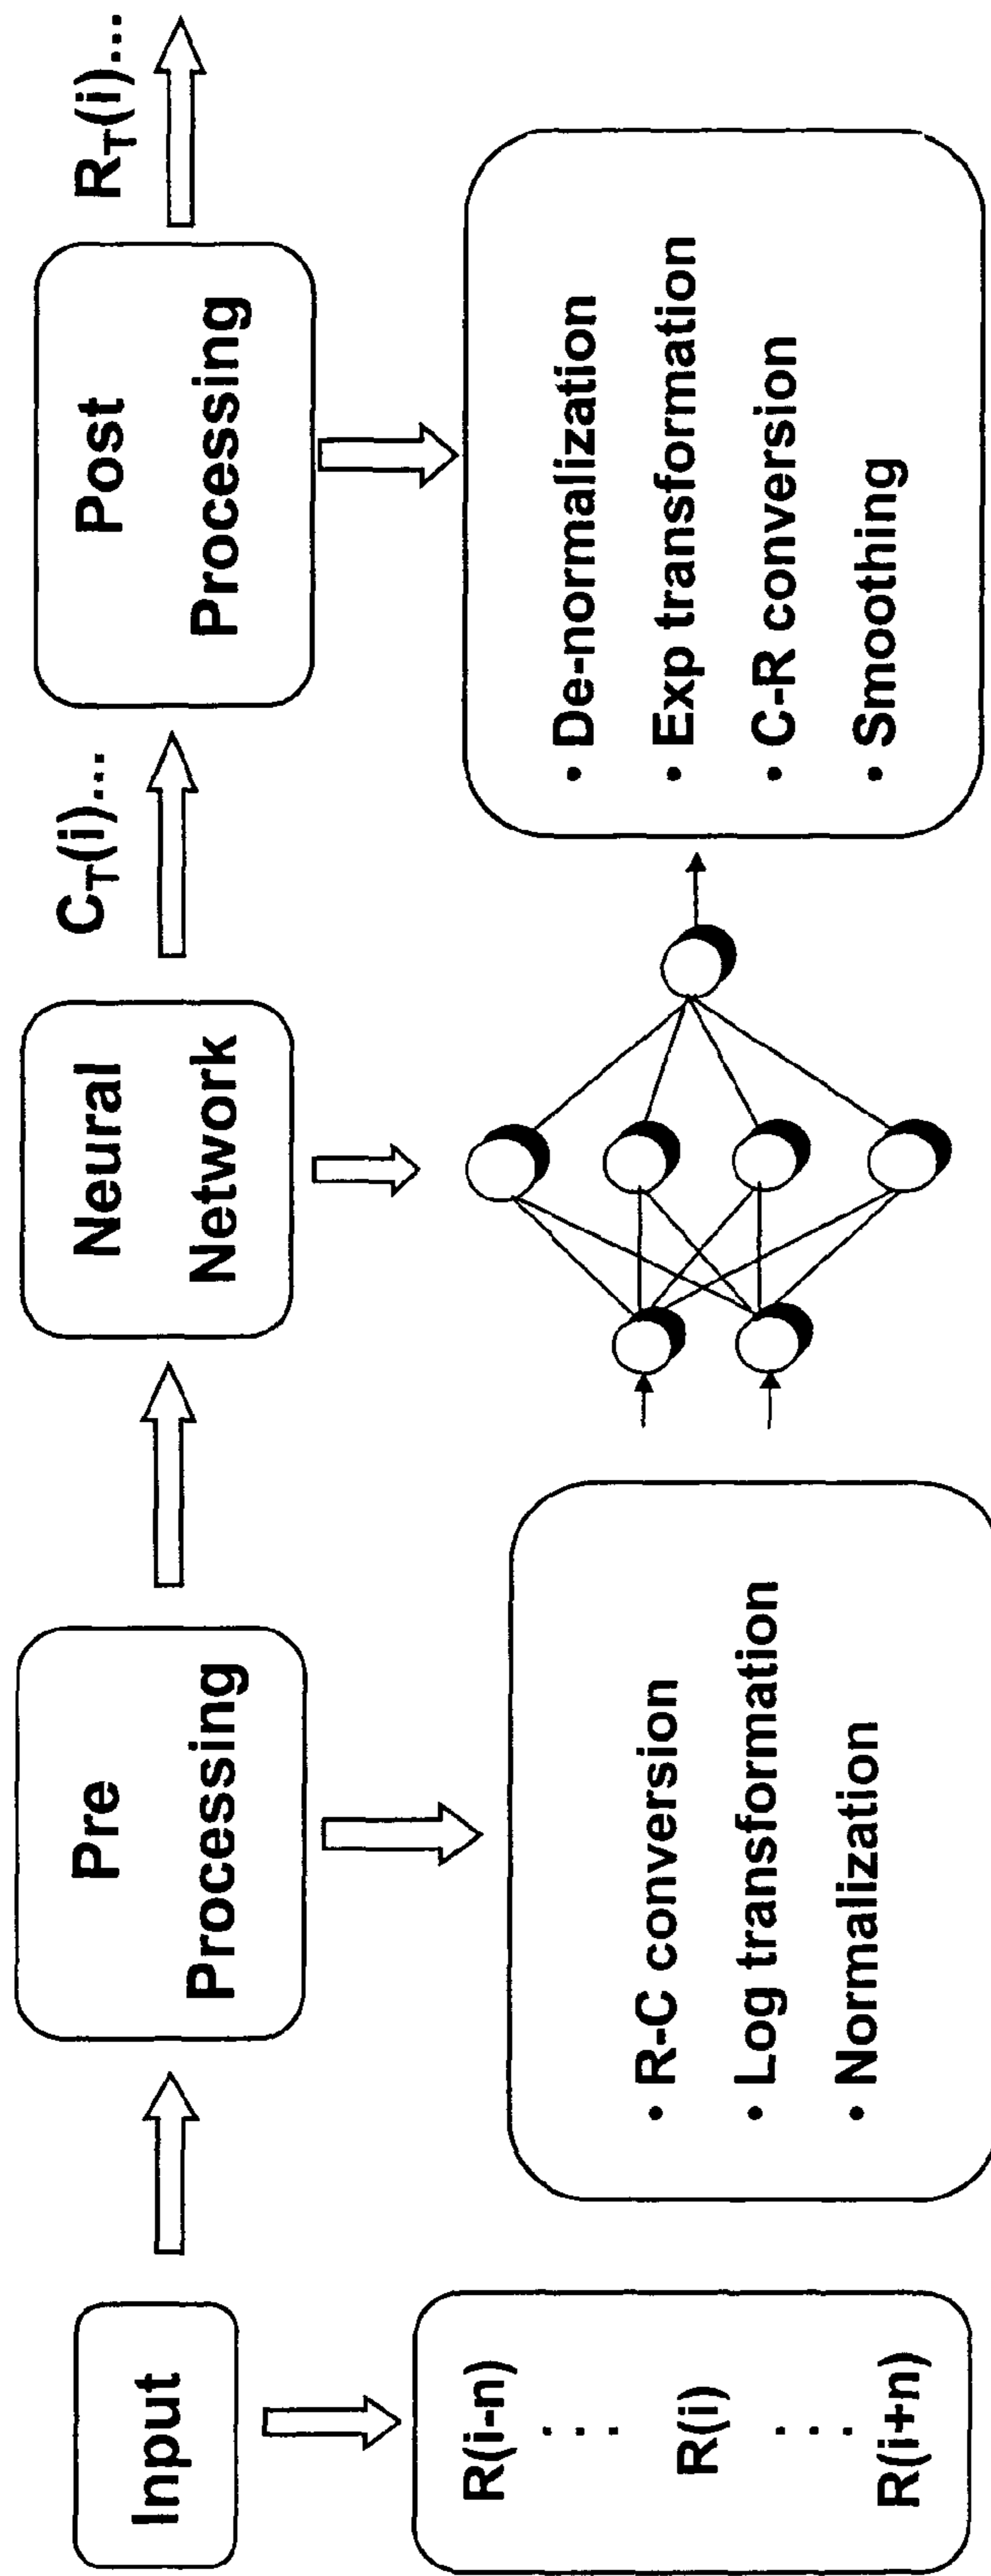 Input
Pre
Processing
Neural
Network
C_T(i)...
Post
Processing
R_T(i)...
R(i-n)
...
R(i)
...
R(i+n)
• R-C conversion
• Log transformation
• Normalization
• De-normalization
• Exp transformation
• C-R conversion
• Smoothing